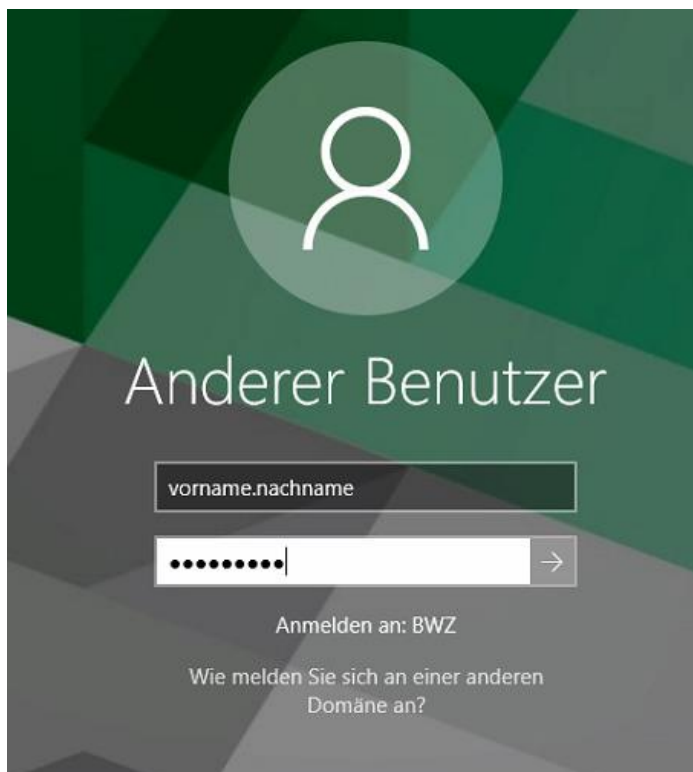 Anderer Benutzer
vorname.nachname
•••••••••
Anmelden an: BWZ
Wie melden Sie sich an einer anderen
Domäne an?